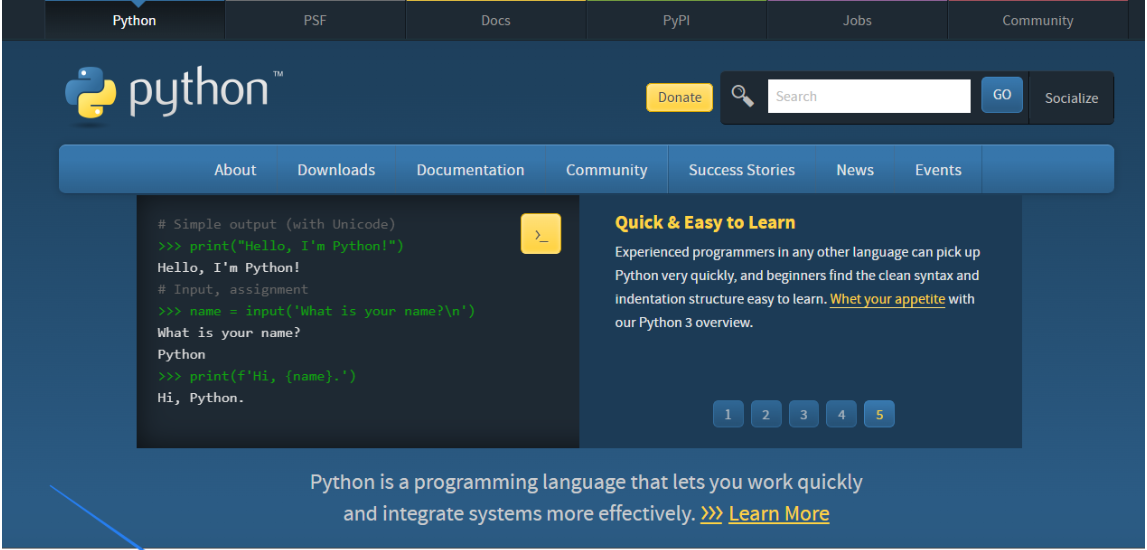 Python PSF Docs PyPI Jobs Community
python™
Donate Search GO Socialize
About Downloads Documentation Community Success Stories News Events
# Simple output (with Unicode)
>>> print("Hello, I'm Python!")
Hello, I'm Python!
# Input, assignment
>>> name = input('What is your name?\n')
What is your name?
Python
>>> print(f'Hi, {name}.')
Hi, Python.
>_
Quick & Easy to Learn
Experienced programmers in any other language can pick up
Python very quickly, and beginners find the clean syntax and
indentation structure easy to learn. Whet your appetite with
our Python 3 overview.
1 2 3 4 5
Python is a programming language that lets you work quickly
and integrate systems more effectively. >>> Learn More